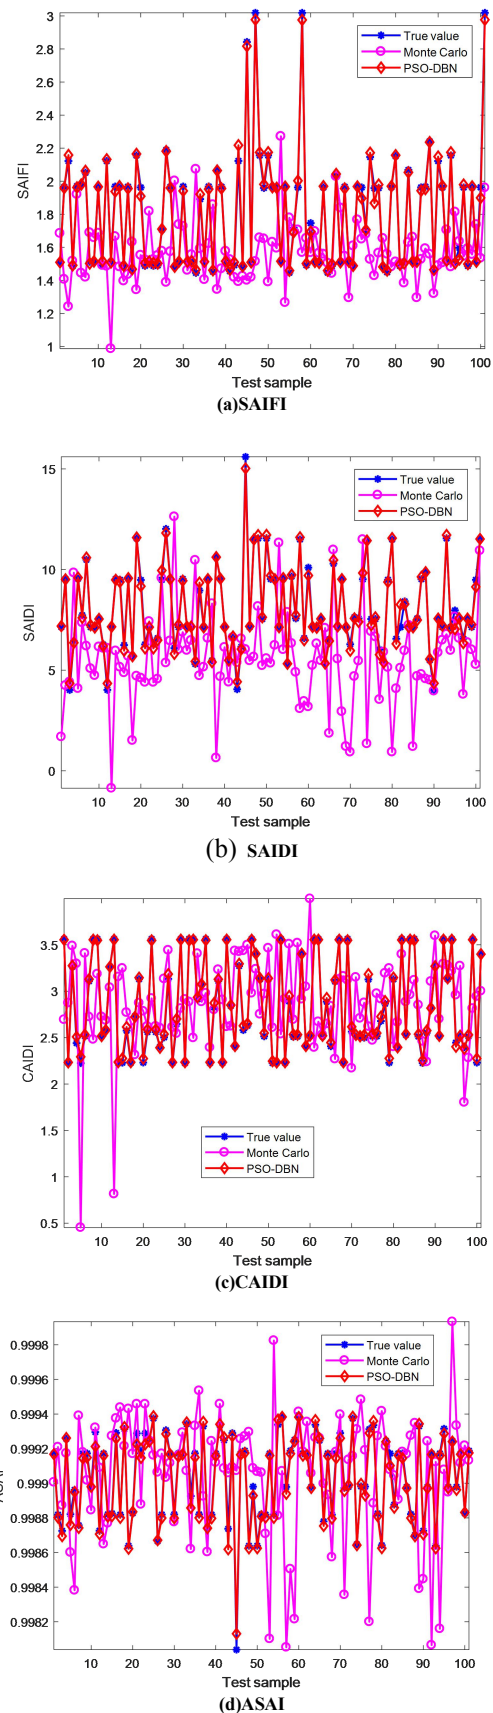 3
2.8
2.6
2.4
2.2
2
1.8
1.6
1.4
1.2
1
SAIFI
True value
Monte Carlo
PSO-DBN
10 20 30 40 50 60 70 80 90 100
Test sample
(a)SAIFI
15
10
5
0
SAIDI
True value
Monte Carlo
PSO-DBN
10 20 30 40 50 60 70 80 90 100
Test sample
(b) SAIDI
3.5
3
2.5
2
1.5
1
0.5
CAIDI
True value
Monte Carlo
PSO-DBN
10 20 30 40 50 60 70 80 90 100
Test sample
(c)CAIDI
0.9998
0.9996
0.9994
0.9992
0.999
0.9988
0.9986
0.9984
0.9982
ASAI
True value
Monte Carlo
PSO-DBN
10 20 30 40 50 60 70 80 90 100
Test sample
(d)ASAI